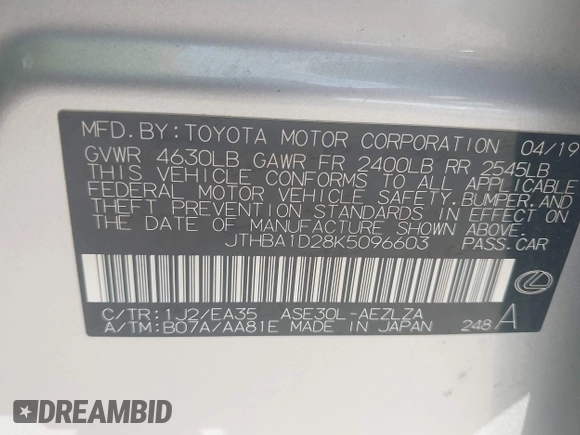 MFD.BY:TOYOTA MOTOR CORPORATION 04/19
GVWR 4630LB GAWR FR 2400LB RR 2545LB
THIS VEHICLE CONFORMS TO ALL APPLICABLE
FEDERAL MOTOR VEHICLE SAFETY,BUMPER,AND
THEFT PREVENTION STANDARDS IN EFFECT ON
THE DATE OF MANUFACTURE SHOWN ABOVE.
JTHBA1D28K5096603 PASS.CAR
C/TR:1J2/EA35 ASE30L-AEZLZA
A/TM:B07A/AA81E MADE IN JAPAN 248 A
DREAMBID